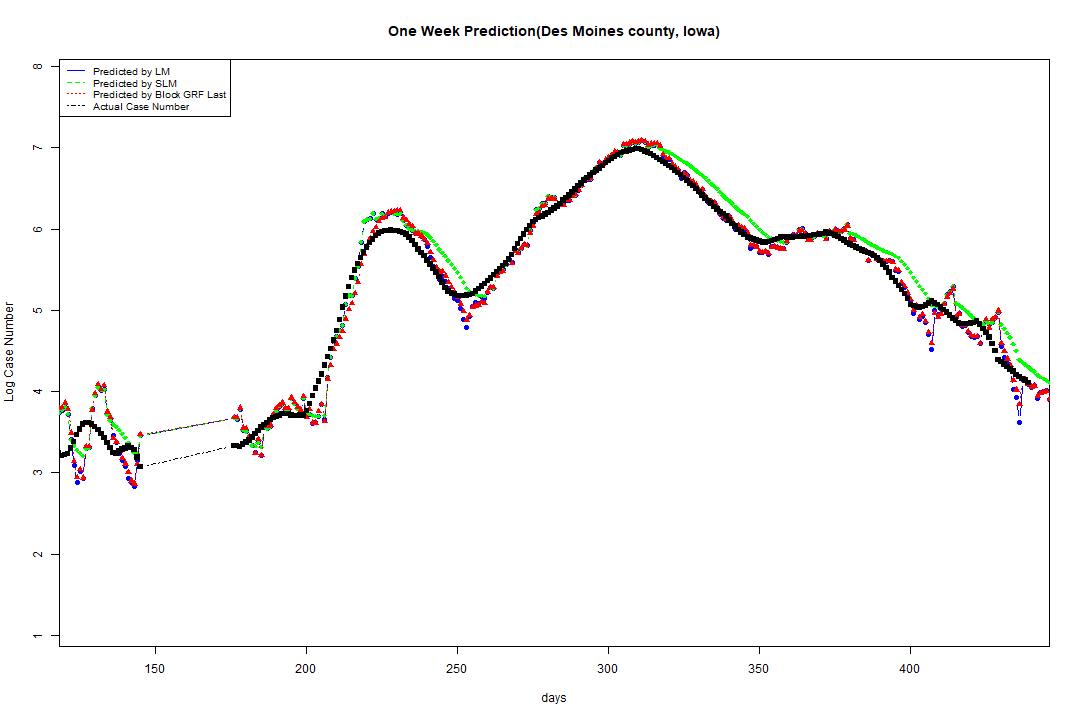 One Week Prediction(Des Moines county, Iowa)
Predicted by LM
Predicted by SLM
Predicted by Block GRF Last
Actual Case Number
Log Case Number
8
7
6
5
4
3
2
1
150 200 250 300 350 400
days